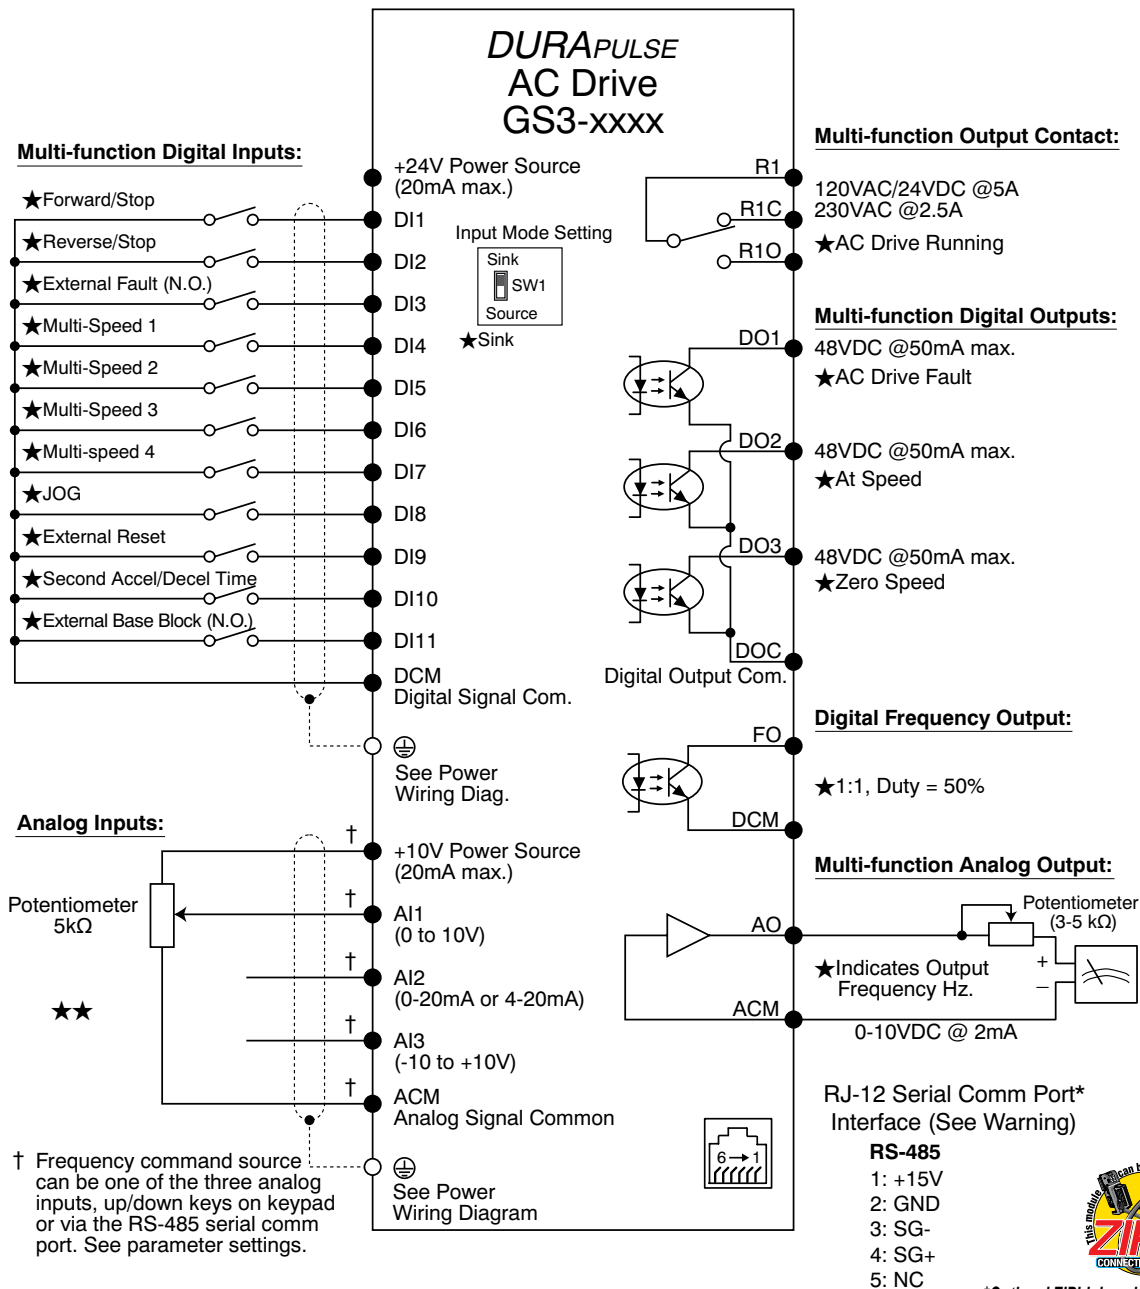 DURAPULSE
AC Drive
GS3-xxxx
Multi-function Digital Inputs:
★Forward/Stop
★Reverse/Stop
★External Fault (N.O.)
★Multi-Speed 1
★Multi-Speed 2
★Multi-Speed 3
★Multi-speed 4
★JOG
★External Reset
★Second Accel/Decel Time
★External Base Block (N.O.)
+24V Power Source
(20mA max.)
DI1
DI2
DI3
DI4
DI5
DI6
DI7
DI8
DI9
DI10
DI11
DCM
Digital Signal Com.
See Power
Wiring Diag.
Input Mode Setting
Sink
SW1
Source
★Sink
Multi-function Output Contact:
R1
R1C
R1O
120VAC/24VDC @5A
230VAC @2.5A
★AC Drive Running
Multi-function Digital Outputs:
DO1
48VDC @50mA max.
★AC Drive Fault
DO2
48VDC @50mA max.
★At Speed
DO3
48VDC @50mA max.
★Zero Speed
DOC
Digital Output Com.
Digital Frequency Output:
FO
★1:1, Duty = 50%
DCM
Analog Inputs:
Potentiometer
5kΩ
★★
†
+10V Power Source
(20mA max.)
†
AI1
(0 to 10V)
†
AI2
(0-20mA or 4-20mA)
†
AI3
(-10 to +10V)
†
ACM
Analog Signal Common
See Power
Wiring Diagram
Multi-function Analog Output:
Potentiometer
(3-5 kΩ)
AO
+
−
★Indicates Output
Frequency Hz.
ACM
0-10VDC @ 2mA
† Frequency command source
can be one of the three analog
inputs, up/down keys on keypad
or via the RS-485 serial comm
port. See parameter settings.
6→1
RJ-12 Serial Comm Port*
Interface (See Warning)
RS-485
1: +15V
2: GND
3: SG-
4: SG+
5: NC
This module can b